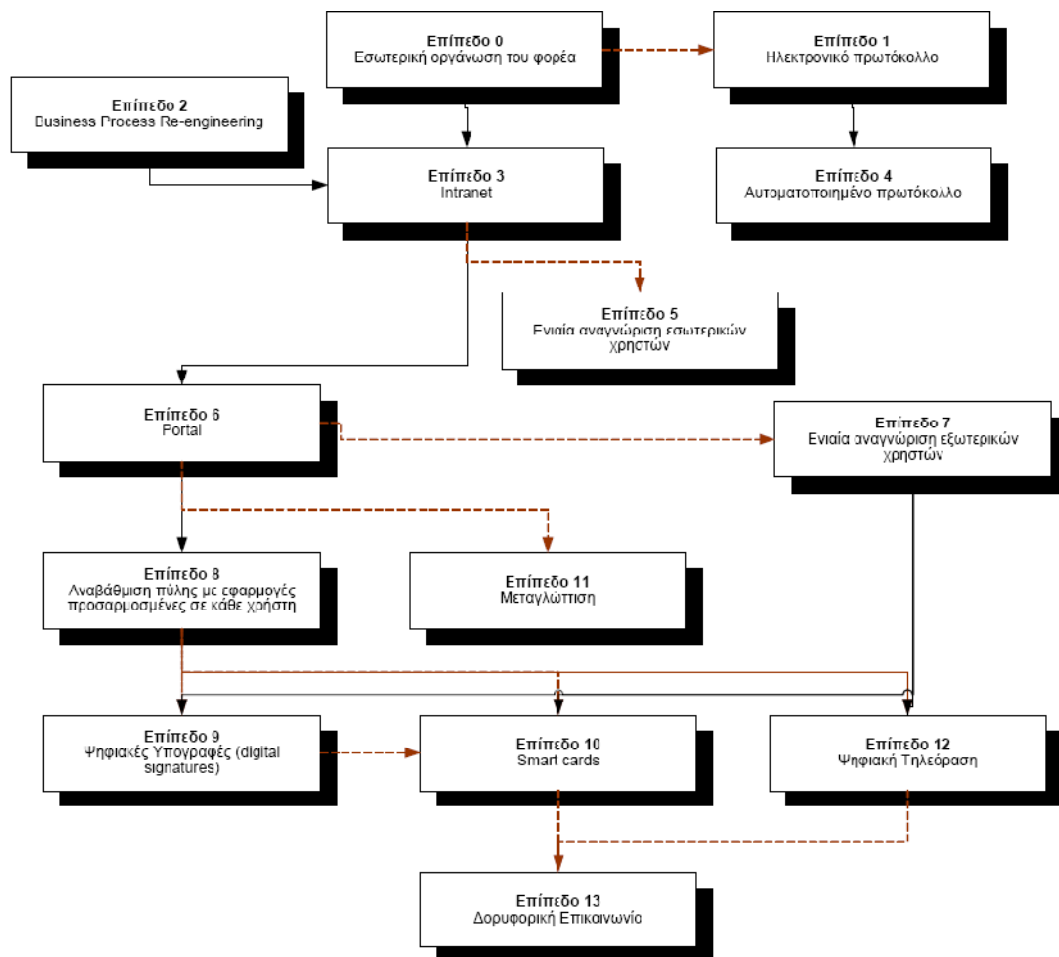 Επίπεδο 0
Εσωτερική οργάνωση του φορέα
Επίπεδο 1
Ηλεκτρονικό πρωτόκολλο
Επίπεδο 2
Business Process Re-engineering
Επίπεδο 3
Intranet
Επίπεδο 4
Αυτοματοποιημένο πρωτόκολλο
Επίπεδο 5
Ενιαία αναγνώριση εσωτερικών
χρηστών
Επίπεδο 6
Portal
Επίπεδο 7
Ενιαία αναγνώριση εξωτερικών
χρηστών
Επίπεδο 8
Αναβάθμιση πύλης με εφαρμογές
προσαρμοσμένες σε κάθε χρήστη
Επίπεδο 11
Μεταγλώττιση
Επίπεδο 9
Ψηφιακές Υπογραφές (digital
signatures)
Επίπεδο 10
Smart cards
Επίπεδο 12
Ψηφιακή Τηλεόραση
Επίπεδο 13
Δορυφορική Επικοινωνία